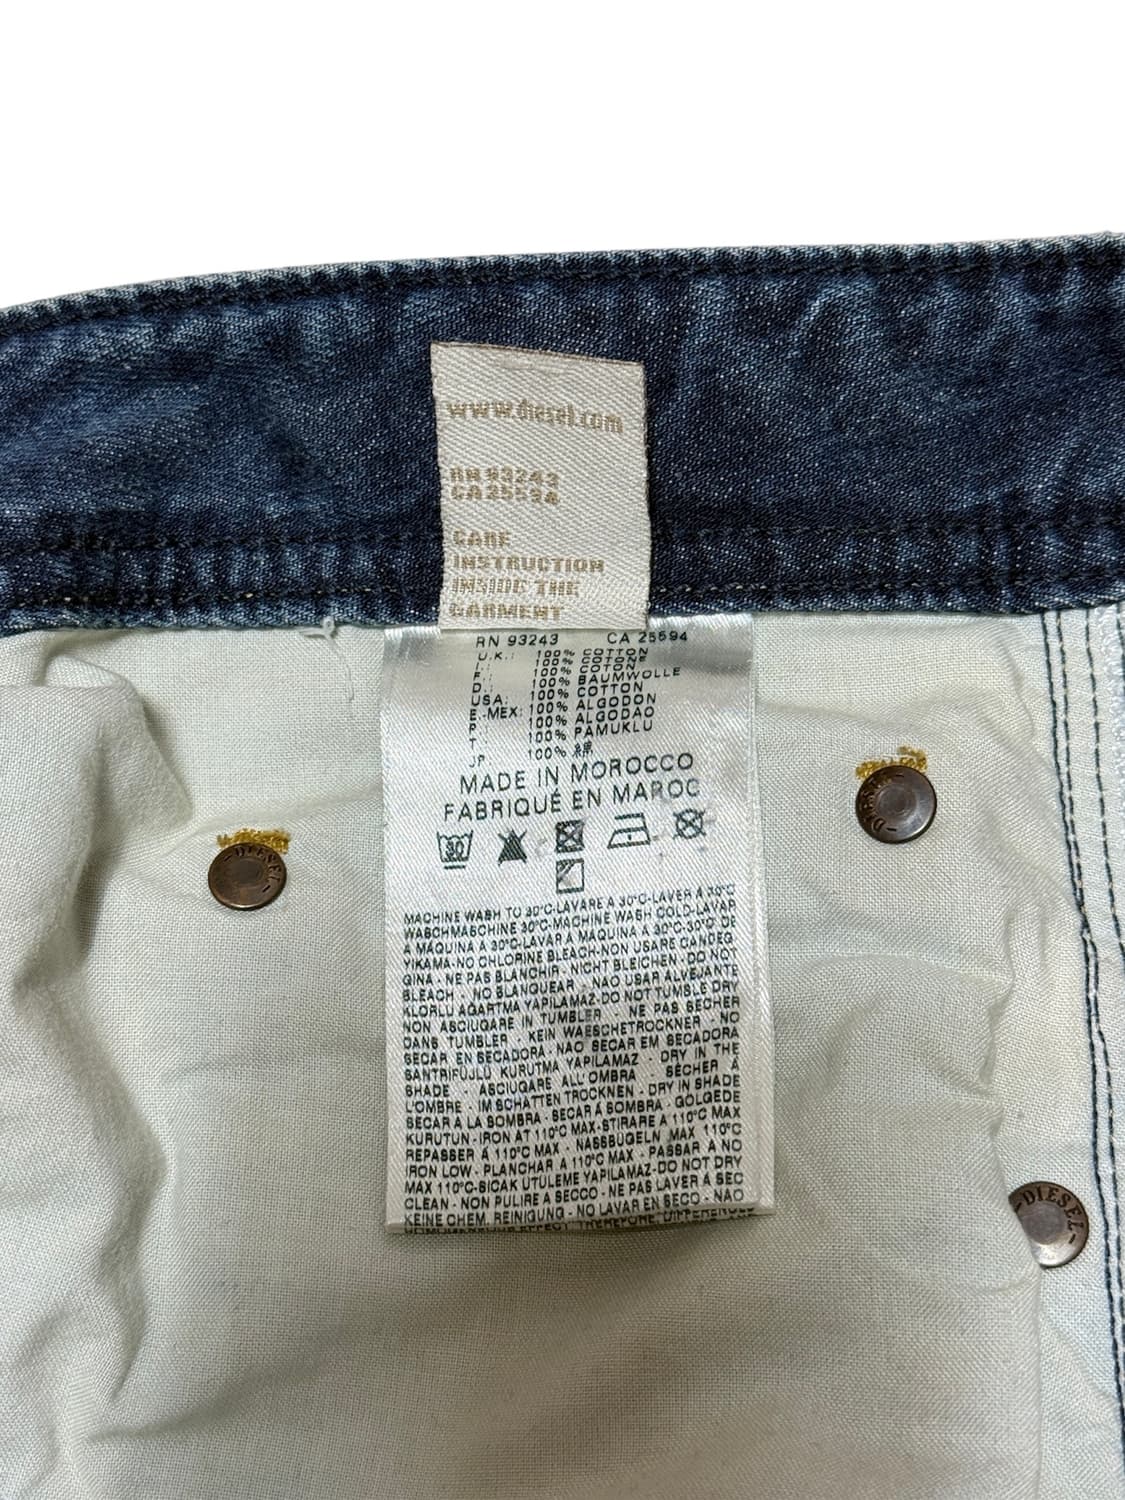 www.diesel.com
RN 93243
CA 25594
CARE
INSTRUCTION
INSIDE THE
GARMENT
RN 93243 CA 25594
U.K.: 100% COTTON
I.: 100% COTONE
F.: 100% COTON
D.: 100% BAUMWOLLE
USA: 100% COTTON
E.-MEX: 100% ALGODON
P. 100% ALGODAO
T. 100% PAMUKLU
JP. 100% 綿
MADE IN MOROCCO
FABRIQUÉ EN MAROC
30
MACHINE WASH TO 30°C-LAVARE A 30°C-LAVER A 30°C
WASCHMASCHINE 30°C-MACHINE WASH COLD-LAVAR
A MAQUINA A 30°C-LAVAR A MAQUINA A 30°C-30°C DE
YIKAMA-NO CHLORINE BLEACH-NON USARE CANDEG
GINA - NE PAS BLANCHIR - NICHT BLEICHEN - DO NOT
BLEACH - NO BLANQUEAR - NAO USAR ALVEJANTE
KLORLU AGARTMA YAPILAMAZ-DO NOT TUMBLE DRY
NON ASCIUGARE IN TUMBLER - NE PAS SECHER
DANS TUMBLER - KEIN WAESCHETROCKNER - NO
SECAR EN SECADORA - NAO SECAR EM SECADORA
SANTRIFÜJLÜ KURUTMA YAPILAMAZ - DRY IN THE
SHADE - ASCIUGARE ALL'OMBRA - SÉCHER À
L'OMBRE - IM SCHATTEN TROCKNEN - DRY IN SHADE
SECAR A LA SOMBRA - SECAR Á SOMBRA - GÖLGEDE
KURUTUN - IRON AT 110°C MAX-STIRARE A 110°C MAX
REPASSER À 110°C MAX - NASSBÜGELN MAX 110°C
IRON LOW - PLANCHAR A 110°C MAX - PASSAR A NO
MAX 110°C-SICAK ÜTÜLEME YAPILAMAZ-DO NOT DRY
CLEAN - NON PULIRE A SECCO - NE PAS LAVER À SEC
KEINE CHEM. REINIGUNG - NO LAVAR EN SECO - NAO
EFFECT THEREFORE, DIFFERENCES
DIESEL
DIESEL
DIESEL